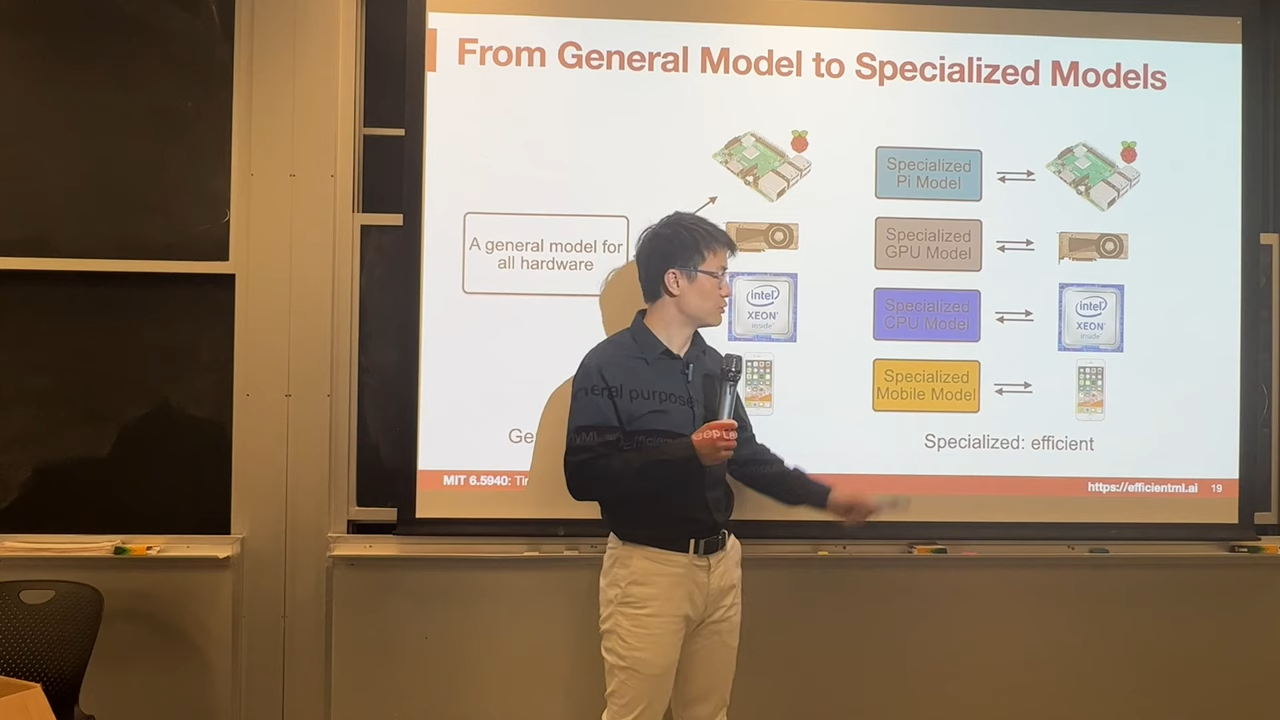 From General Model to Specialized Models
A general model for
all hardware
intel
XEON
inside
Specialized
Pi Model
Specialized
GPU Model
Specialized
CPU Model
intel
XEON
inside
Specialized
Mobile Model
eral purpose
Ge
Specialized: efficient
MIT 6.5940:
https://efficientml.ai
19